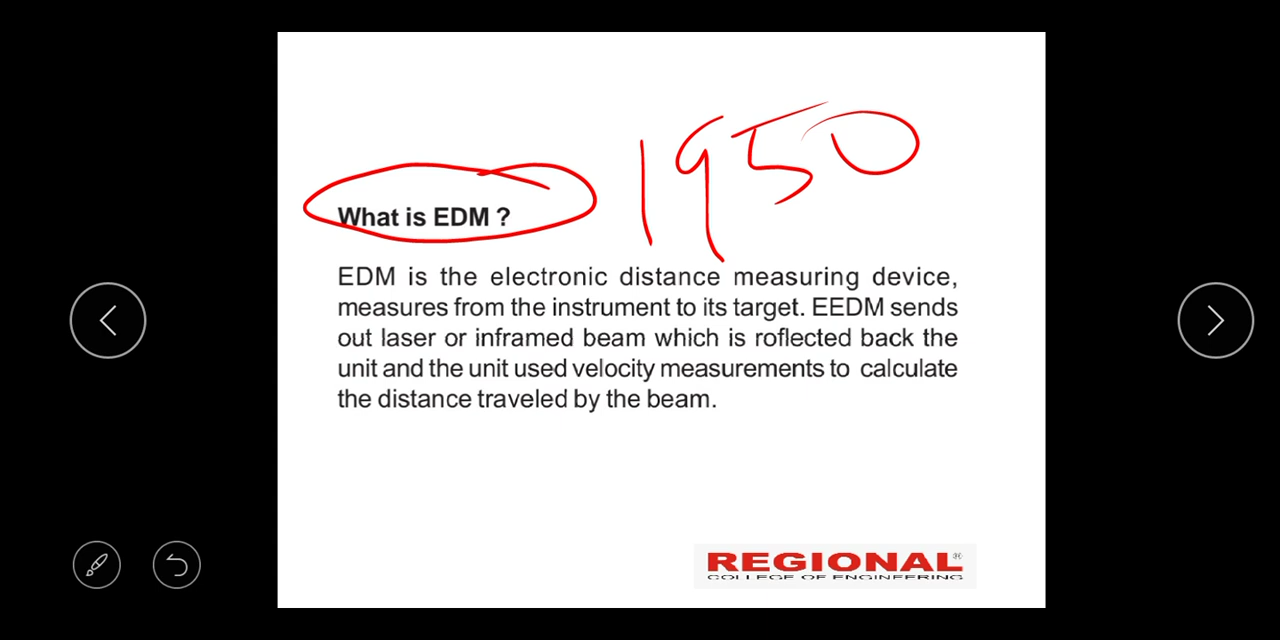 1950
What is EDM ?
EDM is the electronic distance measuring device,
measures from the instrument to its target. EEDM sends
out laser or inframed beam which is roflected back the
unit and the unit used velocity measurements to calculate
the distance traveled by the beam.
REGIONAL
COLLEGE OF ENGINEERING